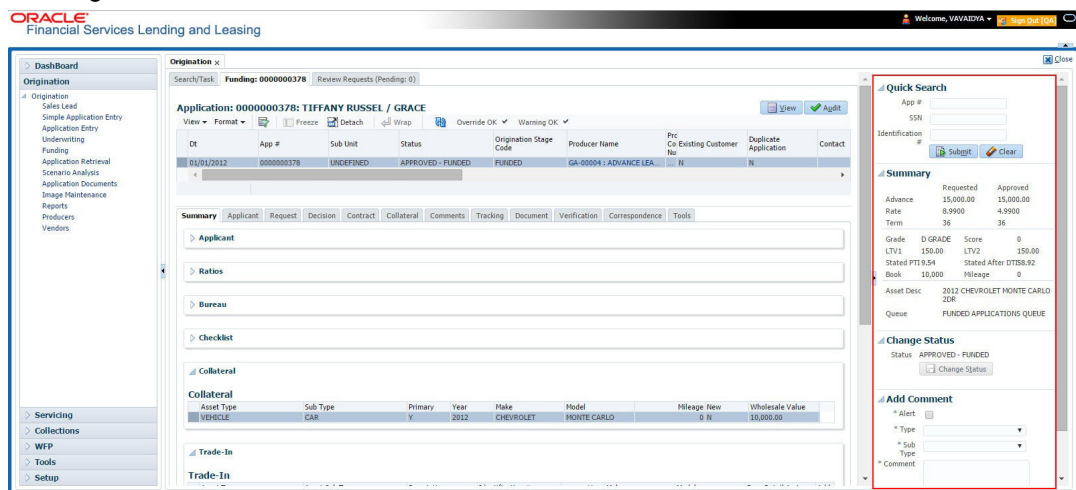 ORACLE
Financial Services Lending and Leasing
Welcome, VAVAIDYA
Sign Out [QA]
Close
DashBoard
Origination
Origination
Sales Lead
Simple Application Entry
Application Entry
Underwriting
Funding
Application Retrieval
Scenario Analysis
Application Documents
Image Maintenance
Reports
Producers
Vendors
Servicing
Collections
WFP
Tools
Setup
Origination x
Search/Task Funding: 0000000378 Review Requests (Pending: 0)
Application: 0000000378: TIFFANY RUSSEL / GRACE
View Audit
View Format Freeze Detach Wrap Override OK Warning OK
Dt App # Sub Unit Status Origination Stage Code Producer Name Prc Co Nu Existing Customer Duplicate Application Contact
01/01/2012 0000000378 UNDEFINED APPROVED - FUNDED FUNDED GA-00004 : ADVANCE LEA... ... N N
Summary Applicant Request Decision Contract Collateral Comments Tracking Document Verification Correspondence Tools
Applicant
Ratios
Bureau
Checklist
Collateral
Collateral
Asset Type Sub Type Primary Year Make Model Mileage New Wholesale Value
VEHICLE CAR Y 2012 CHEVROLET MONTE CARLO 0 N 10,000.00
Trade-In
Trade-In
Quick Search
App #
SSN
Identification #
Submit Clear
Summary
Requested Approved
Advance 15,000.00 15,000.00
Rate 8.9900 4.9900
Term 36 36
Grade D GRADE Score 0
LTV1 150.00 LTV2 150.00
Stated PTI 9.54 Stated After DTI 58.92
Book 10,000 Mileage 0
Asset Desc 2012 CHEVROLET MONTE CARLO
2DR
Queue FUNDED APPLICATIONS QUEUE
Change Status
Status APPROVED - FUNDED
Change Status
Add Comment
* Alert
* Type
* Sub Type
* Comment